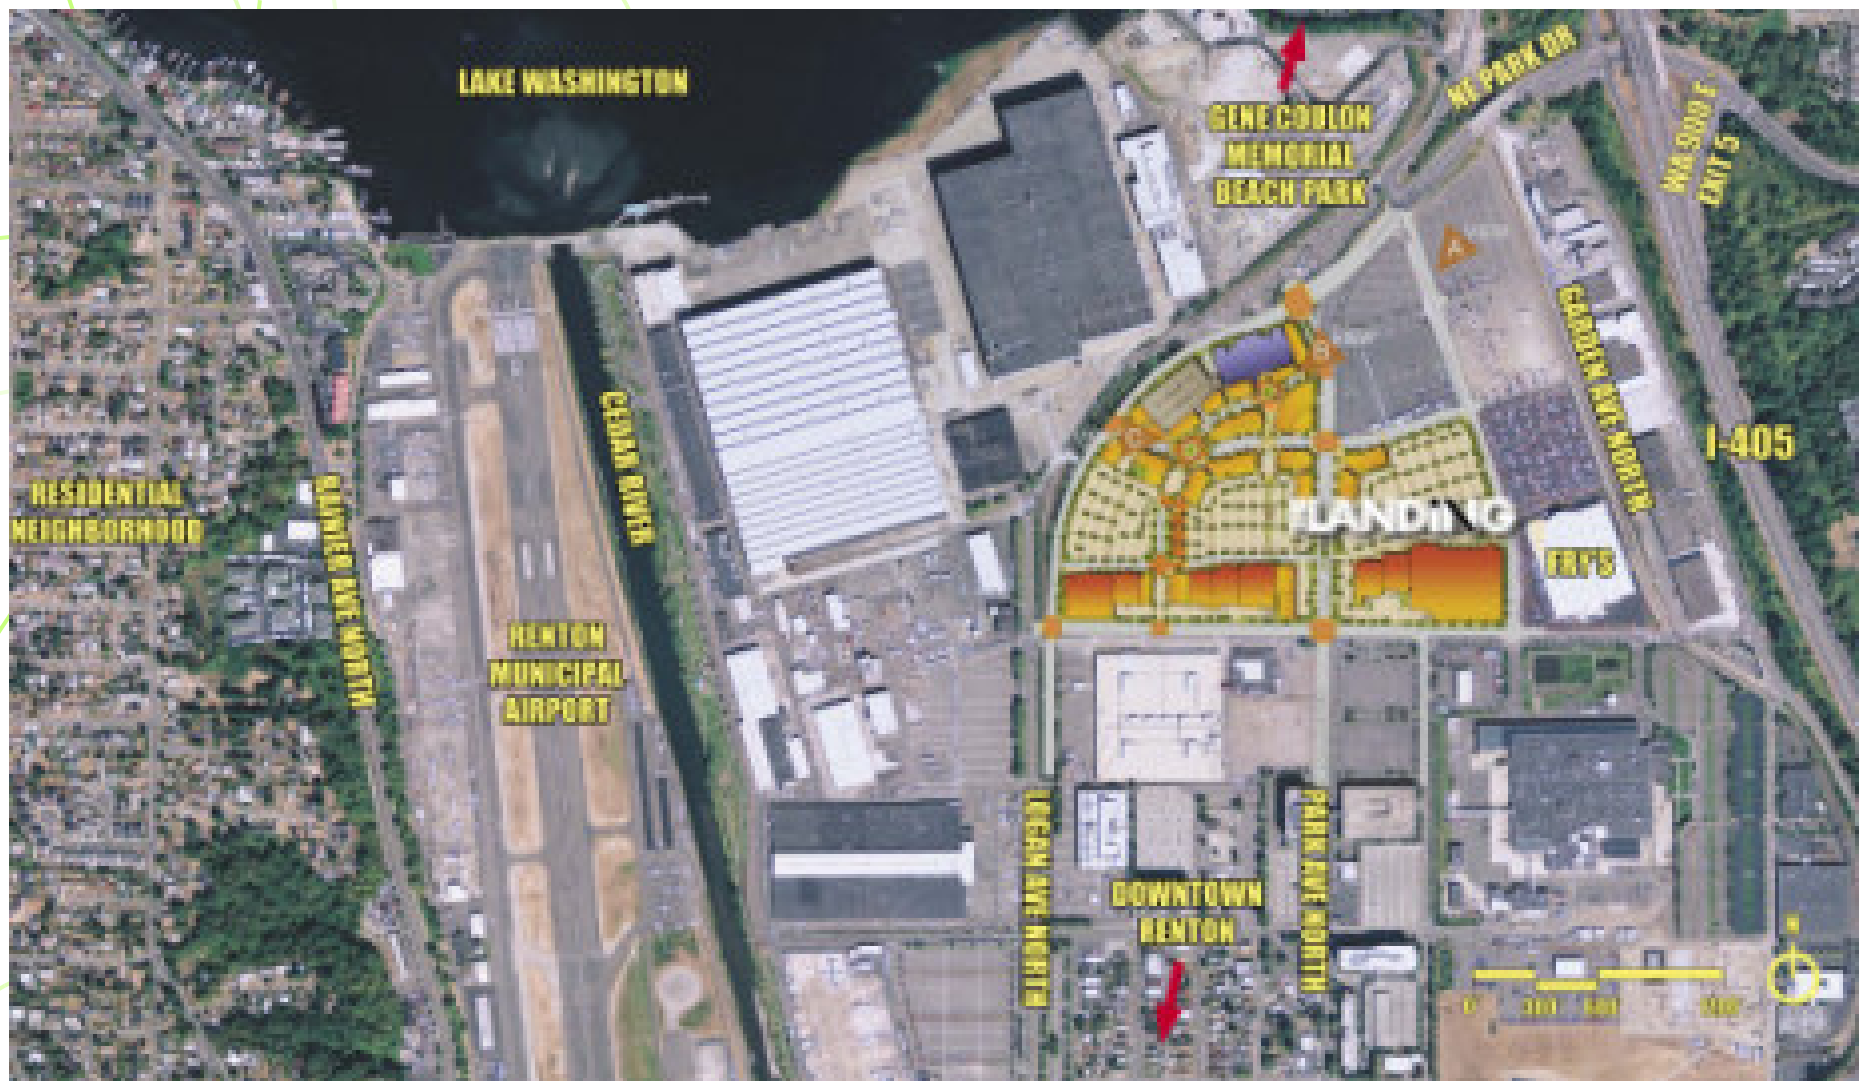 LAKE WASHINGTON
NE PARK DR
GENE COULON
MEMORIAL
BEACH PARK
WA 900 E
EXIT 5
A
B
C
GARDEN AVE NORTH
I-405
CEDAR RIVER
RESIDENTIAL
NEIGHBORHOOD
RAINIER AVE NORTH
LANDING
FRY'S
RENTON
MUNICIPAL
AIRPORT
LOGAN AVE NORTH
PARK AVE NORTH
DOWNTOWN
RENTON
N
0